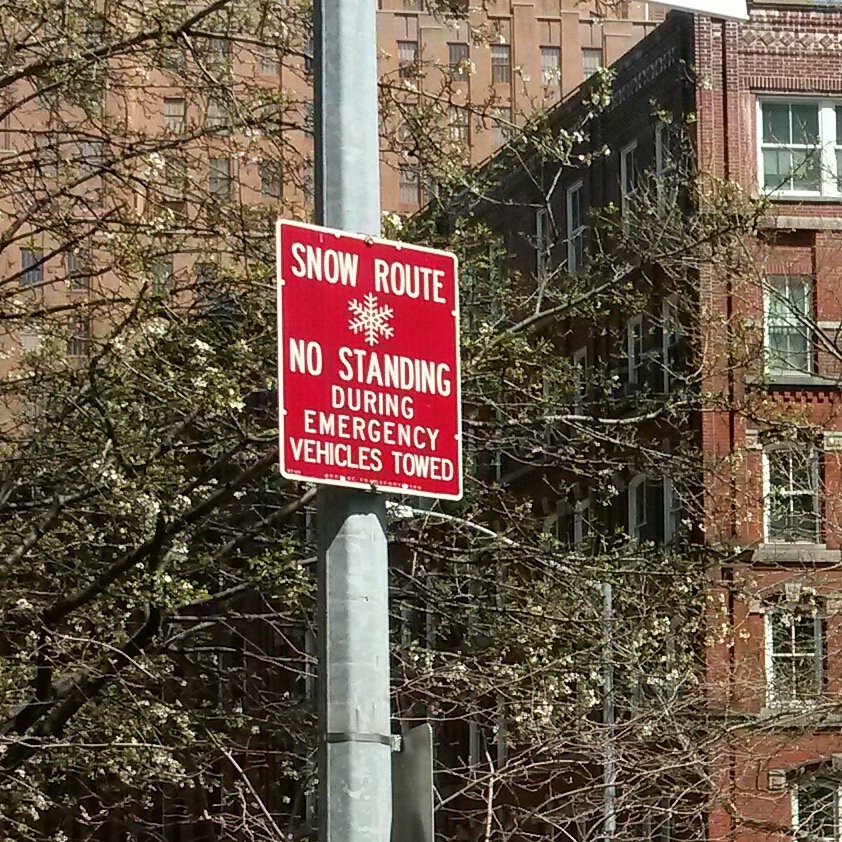 SNOW ROUTE
NO STANDING
DURING
EMERGENCY
VEHICLES TOWED